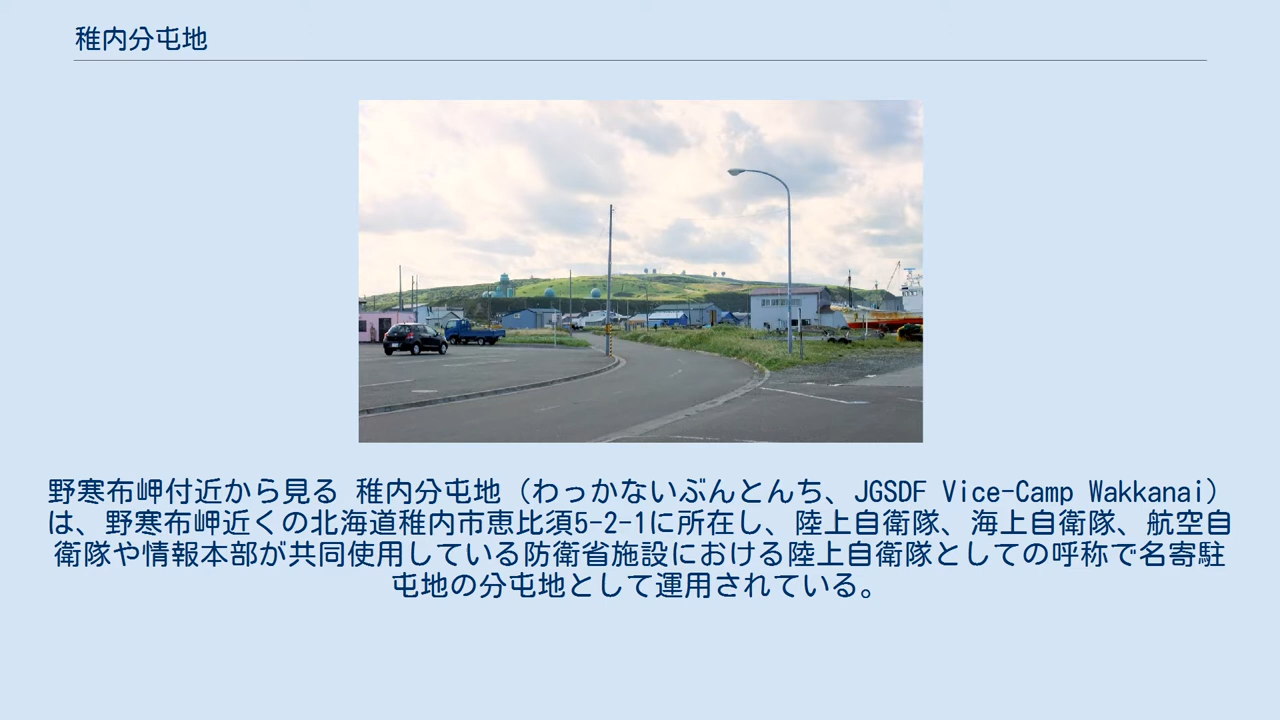 稚内分屯地
野寒布岬付近から見る 稚内分屯地（わっかないぶんとんち、JGSDF Vice-Camp Wakkanai）
は、野寒布岬近くの北海道稚内市恵比須5-2-1に所在し、陸上自衛隊、海上自衛隊、航空自
衛隊や情報本部が共同使用している防衛省施設における陸上自衛隊としての呼称で名寄駐
屯地の分屯地として運用されている。